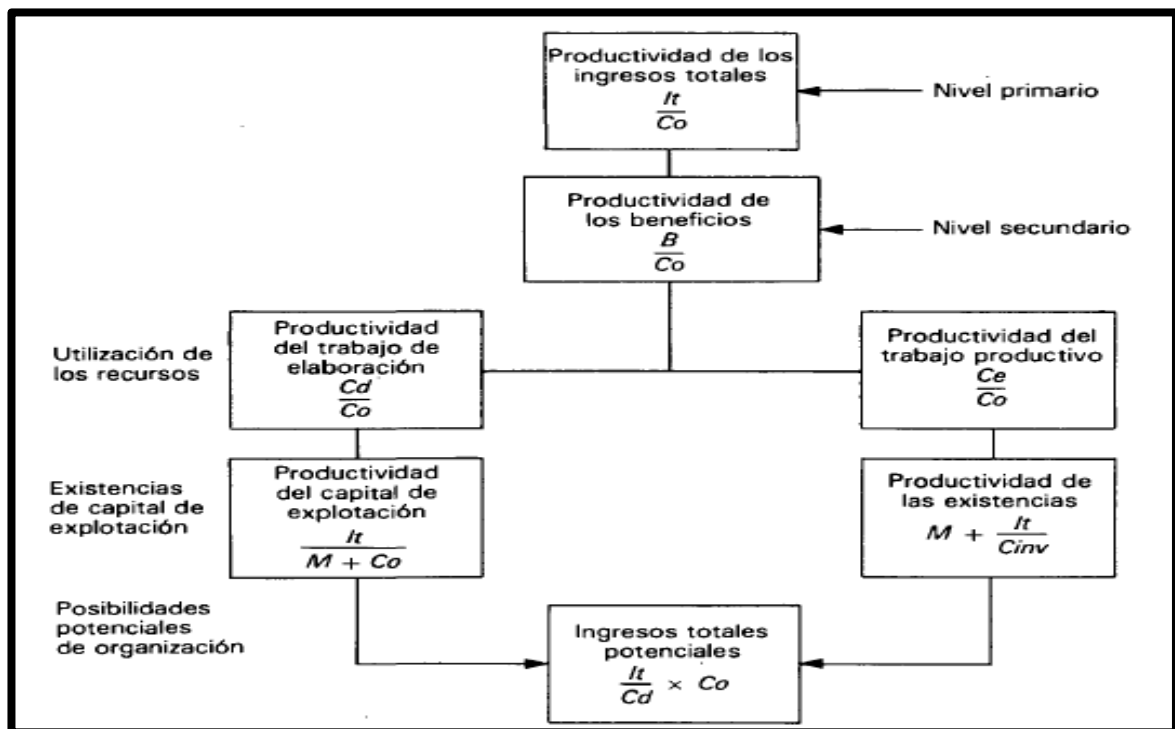 Productividad de los
ingresos totales
It
Co
Nivel primario
Productividad de
los beneficios
B
Co
Nivel secundario
Utilización de
los recursos
Productividad
del trabajo de
elaboración
Cd
Co
Productividad del
trabajo productivo
Ce
Co
Existencias
de capital de
explotación
Productividad
del capital de
explotación
It
M + Co
Productividad de
las existencias
M + It
Cinv
Posibilidades
potenciales
de organización
Ingresos totales
potenciales
It
Cd × Co